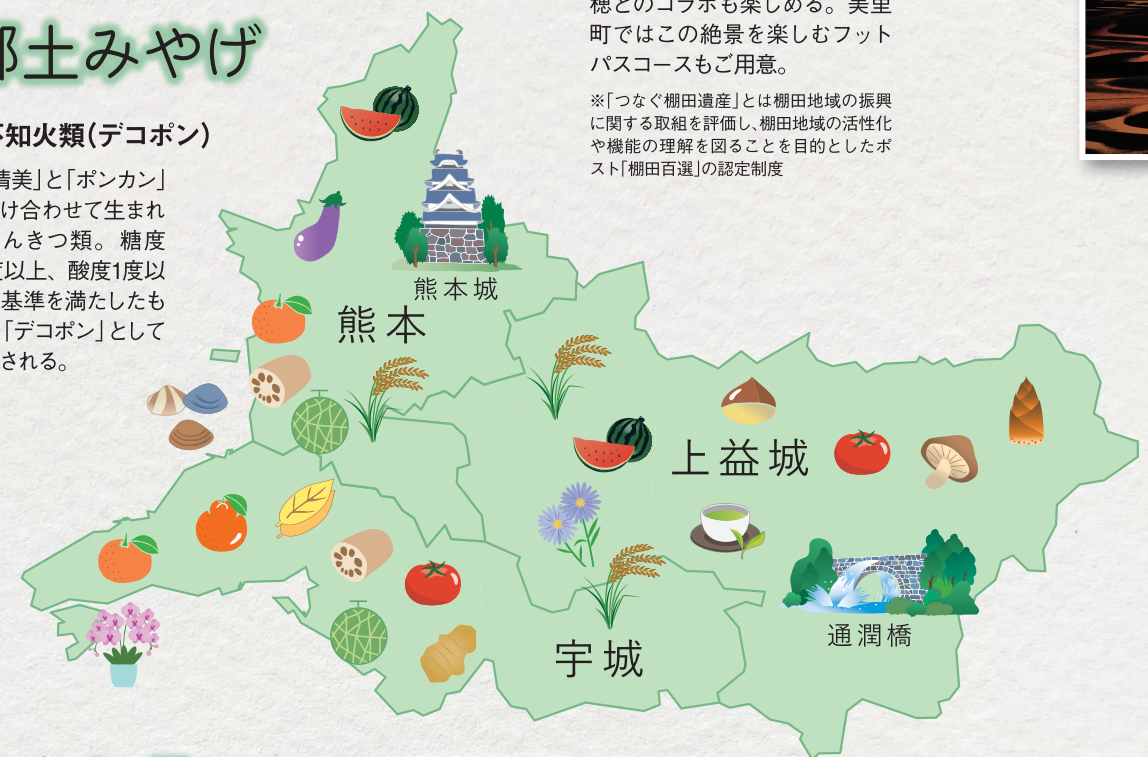 土みやげ
不知火類(デコポン)
清美」と「ポンカン」
け合わせて生まれ
んきつ類。糖度
度以上、酸度1度以
基準を満たしたも
「デコポン」として
される。
穂とのコラボも楽しめる。美里
町ではこの絶景を楽しむフット
パスコースもご用意。
※「つなぐ棚田遺産」とは棚田地域の振興
に関する取組を評価し、棚田地域の活性化
や機能の理解を図ることを目的としたポ
スト「棚田百選」の認定制度
熊本城
熊本
上益城
通潤橋
宇城